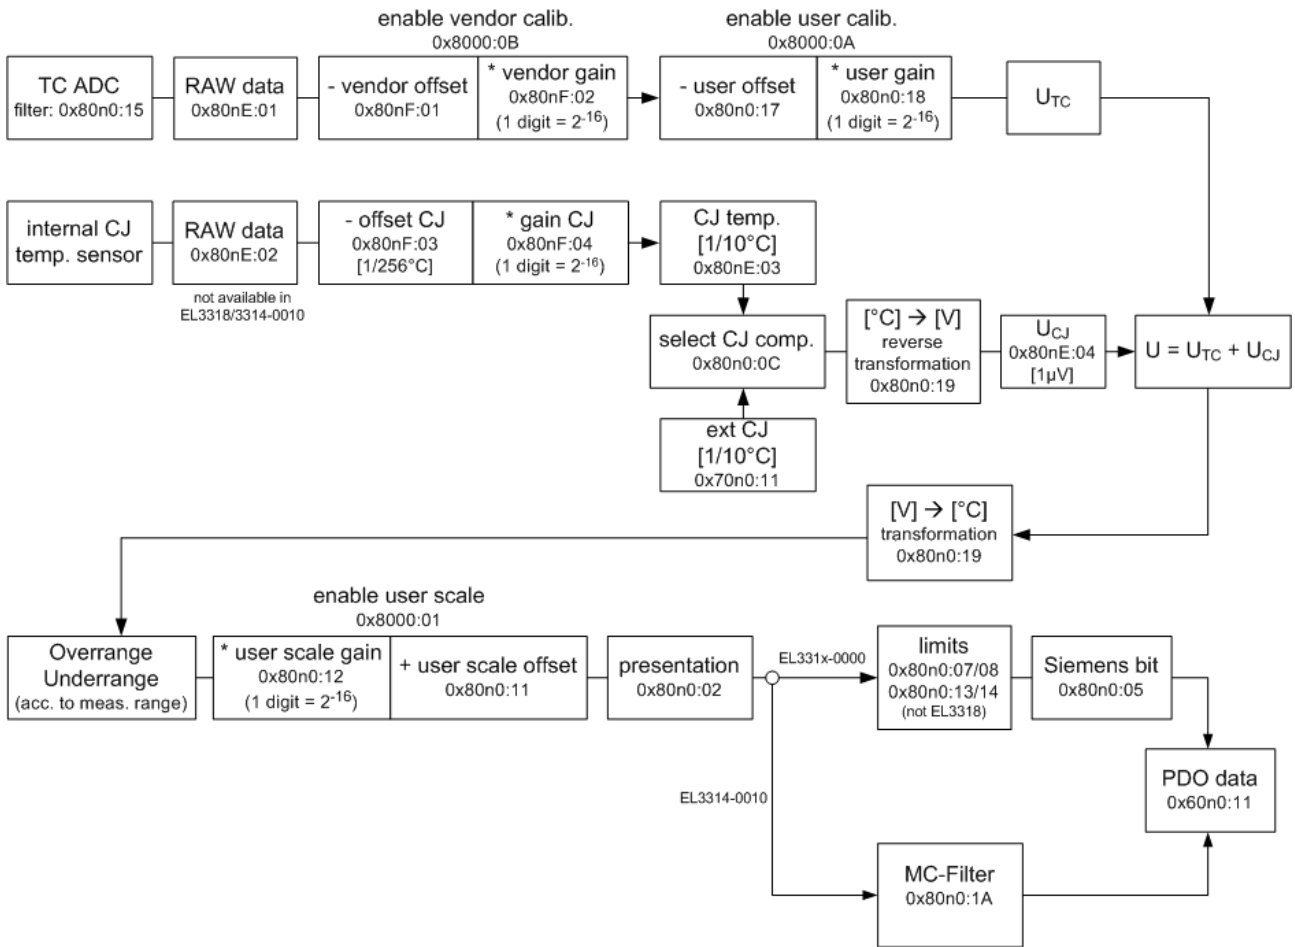 enable vendor calib.
0x8000:0B
enable user calib.
0x8000:0A
TC ADC
filter: 0x80n0:15
RAW data
0x80nE:01
- vendor offset
0x80nF:01
* vendor gain
0x80nF:02
(1 digit = 2⁻¹⁶)
- user offset
0x80n0:17
* user gain
0x80n0:18
(1 digit = 2⁻¹⁶)
U_TC
internal CJ
temp. sensor
RAW data
0x80nE:02
not available in
EL3318/3314-0010
- offset CJ
0x80nF:03
[1/256°C]
* gain CJ
0x80nF:04
(1 digit = 2⁻¹⁶)
CJ temp.
[1/10°C]
0x80nE:03
select CJ comp.
0x80n0:0C
[°C] → [V]
reverse
transformation
0x80n0:19
U_CJ
0x80nE:04
[1µV]
U = U_TC + U_CJ
ext CJ
[1/10°C]
0x70n0:11
[V] → [°C]
transformation
0x80n0:19
enable user scale
0x8000:01
Overrange
Underrange
(acc. to meas. range)
* user scale gain
0x80n0:12
(1 digit = 2⁻¹⁶)
+ user scale offset
0x80n0:11
presentation
0x80n0:02
EL331x-0000
limits
0x80n0:07/08
0x80n0:13/14
(not EL3318)
Siemens bit
0x80n0:05
PDO data
0x60n0:11
EL3314-0010
MC-Filter
0x80n0:1A